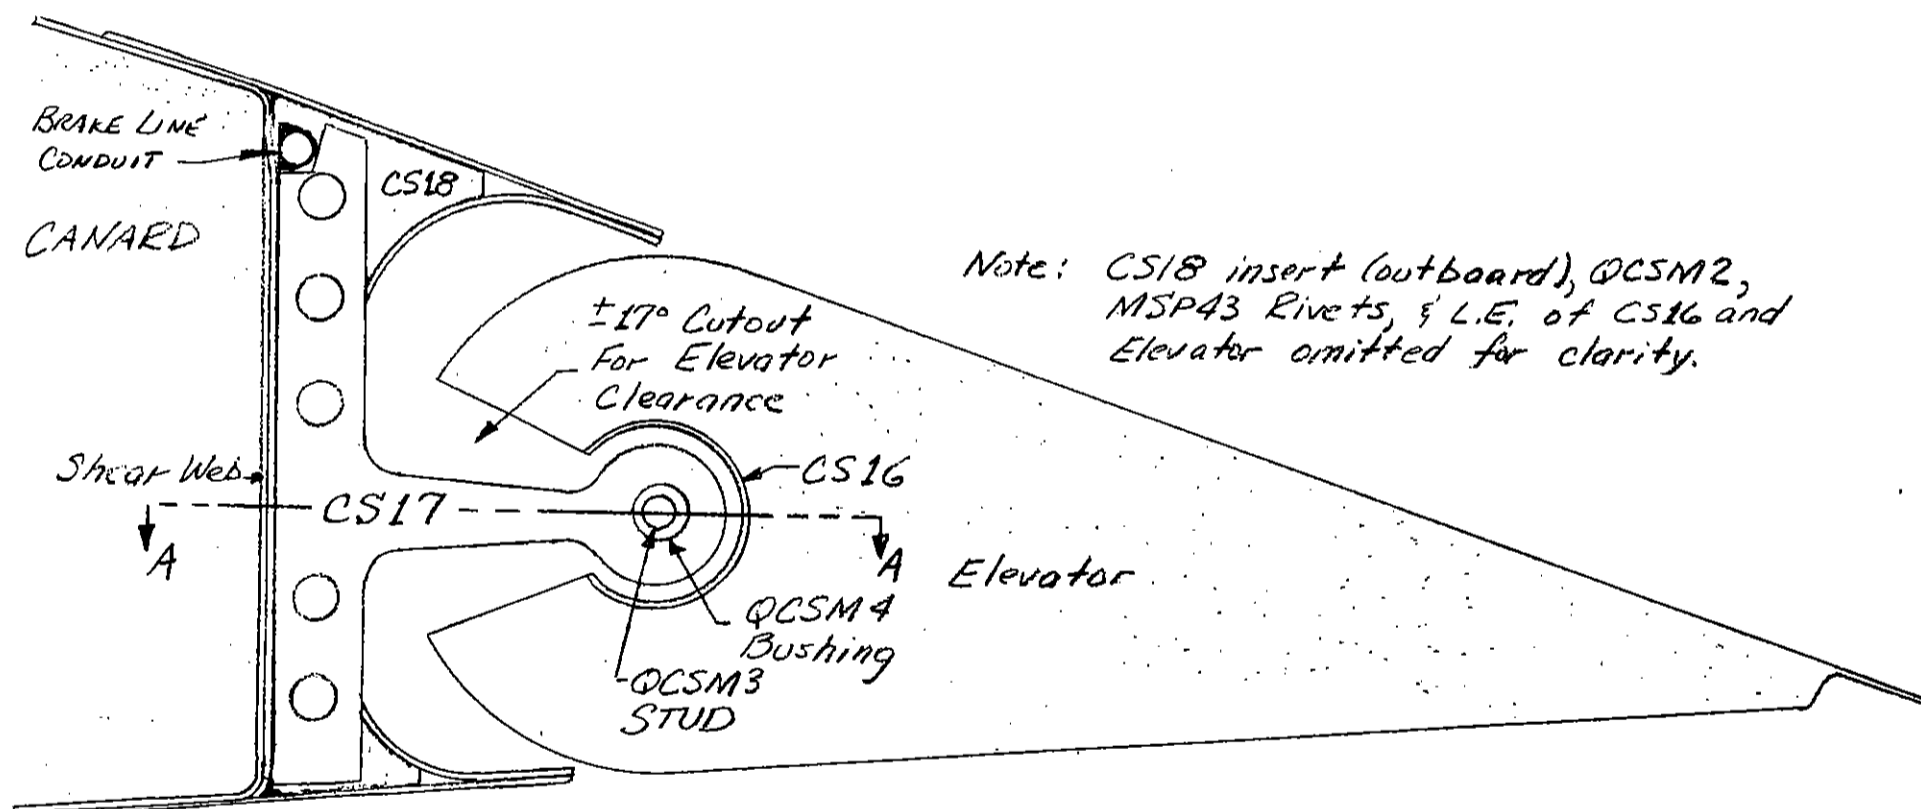 BRAKE LINE
CONDUIT
CANARD
CS18
±17° Cutout
For Elevator
Clearance
Note: CS18 insert (outboard), QCSM2,
MSP43 Rivets, & L.E. of CS16 and
Elevator omitted for clarity.
Shear Web
CS17
CS16
A
A
Elevator
QCSM4
Bushing
QCSM3
STUD